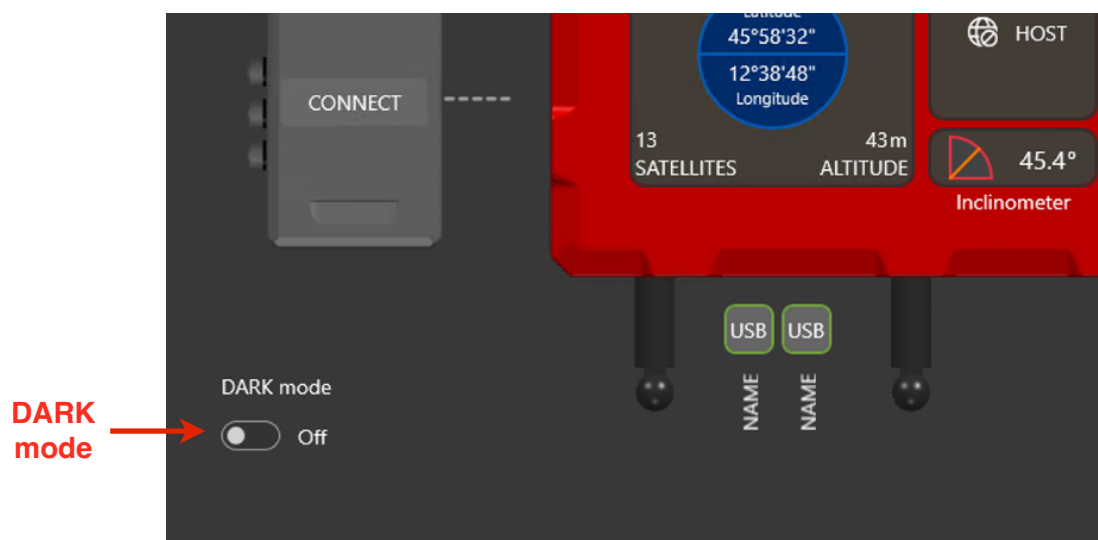 Latitude
45°58'32"
12°38'48"
Longitude
13
SATELLITES
43m
ALTITUDE
HOST
45.4°
Inclinometer
CONNECT
USB
USB
NAME
NAME
DARK mode
Off
DARK
mode